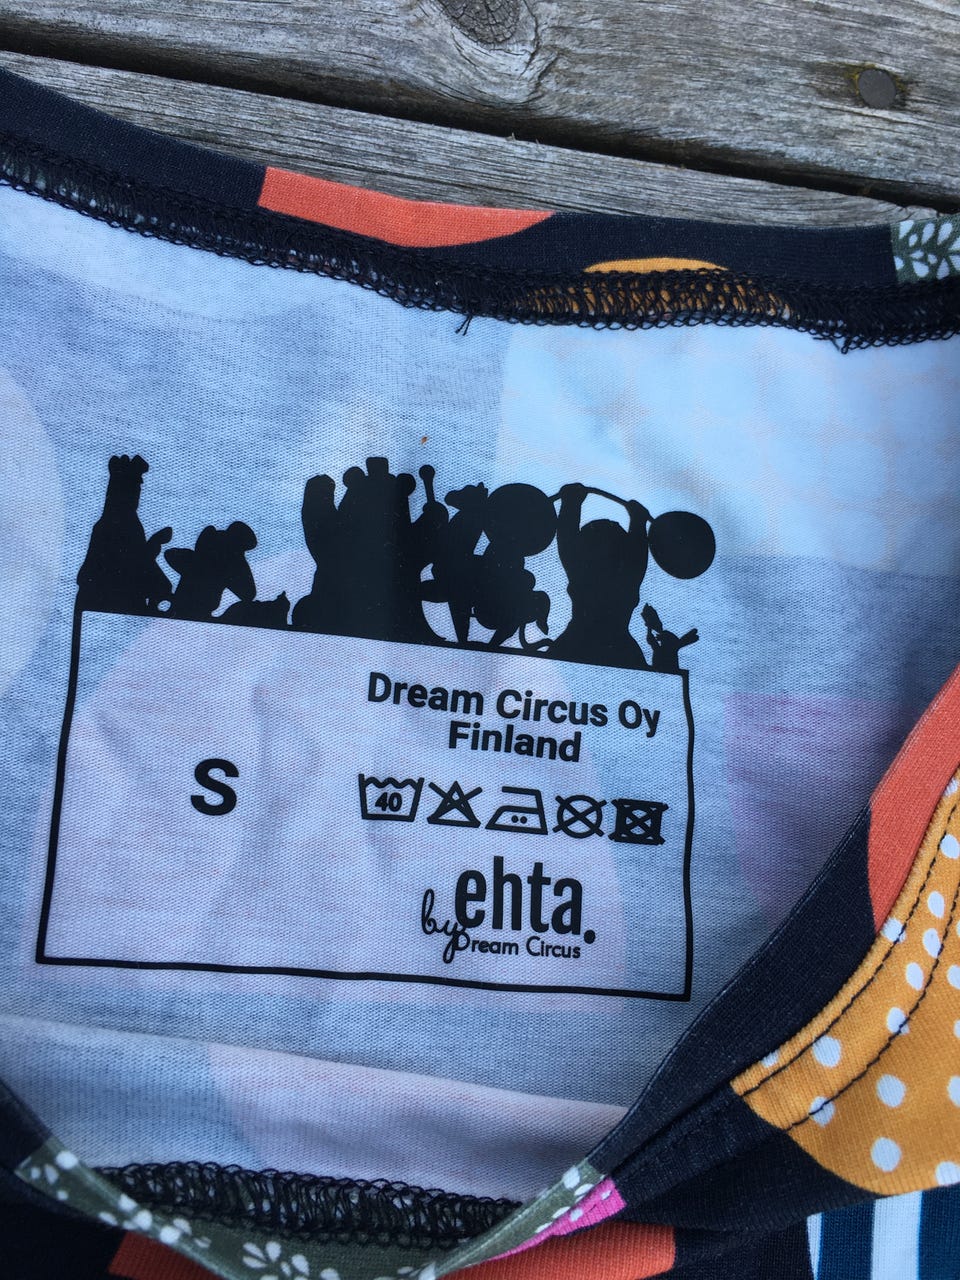 Dream Circus Oy
Finland
S
40
ehta.
by Dream Circus